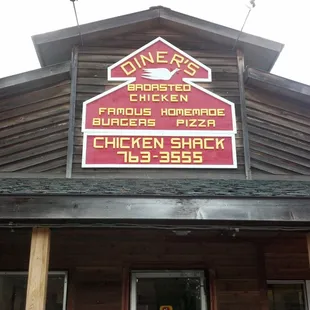 DINER'S
BROASTED
CHICKEN
FAMOUS HOMEMADE
BURGERS PIZZA
CHICKEN SHACK
763-3555